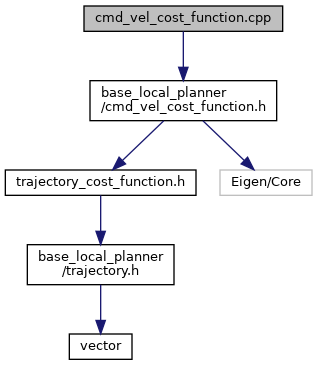 cmd_vel_cost_function.cpp
base_local_planner
/cmd_vel_cost_function.h
trajectory_cost_function.h
Eigen/Core
base_local_planner
/trajectory.h
vector